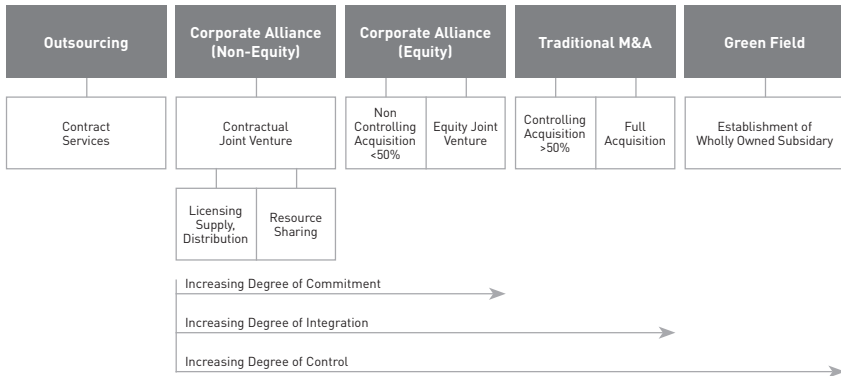 Outsourcing
Corporate Alliance
(Non-Equity)
Corporate Alliance
(Equity)
Traditional M&A
Green Field
Contract
Services
Contractual
Joint Venture
Non
Controlling
Acquisition
<50%
Equity Joint
Venture
Controlling
Acquisition
>50%
Full
Acquisition
Establishment of
Wholly Owned Subsidary
Licensing
Supply,
Distribution
Resource
Sharing
Increasing Degree of Commitment
Increasing Degree of Integration
Increasing Degree of Control